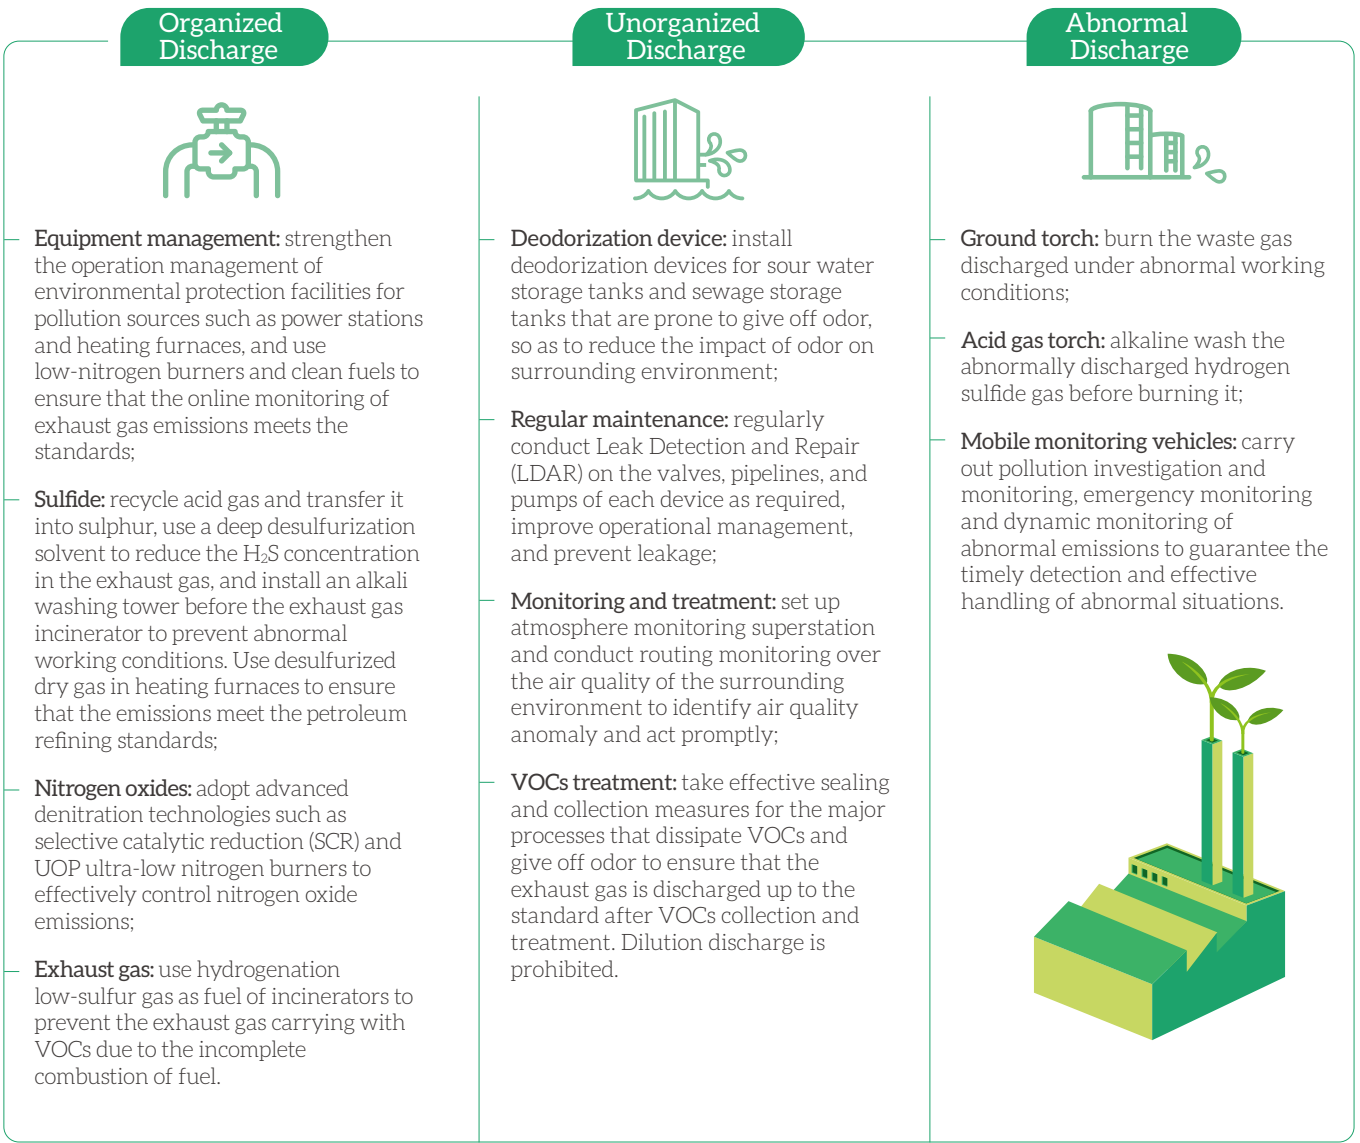 Organized
Discharge
Equipment management: strengthen
the operation management of
environmental protection facilities for
pollution sources such as power stations
and heating furnaces, and use
low-nitrogen burners and clean fuels to
ensure that the online monitoring of
exhaust gas emissions meets the
standards;
Sulfide: recycle acid gas and transfer it
into sulphur, use a deep desulfurization
solvent to reduce the H₂S concentration
in the exhaust gas, and install an alkali
washing tower before the exhaust gas
incinerator to prevent abnormal
working conditions. Use desulfurized
dry gas in heating furnaces to ensure
that the emissions meet the petroleum
refining standards;
Nitrogen oxides: adopt advanced
denitration technologies such as
selective catalytic reduction (SCR) and
UOP ultra-low nitrogen burners to
effectively control nitrogen oxide
emissions;
Exhaust gas: use hydrogenation
low-sulfur gas as fuel of incinerators to
prevent the exhaust gas carrying with
VOCs due to the incomplete
combustion of fuel.
Unorganized
Discharge
Deodorization device: install
deodorization devices for sour water
storage tanks and sewage storage
tanks that are prone to give off odor,
so as to reduce the impact of odor on
surrounding environment;
Regular maintenance: regularly
conduct Leak Detection and Repair
(LDAR) on the valves, pipelines, and
pumps of each device as required,
improve operational management,
and prevent leakage;
Monitoring and treatment: set up
atmosphere monitoring superstation
and conduct routing monitoring over
the air quality of the surrounding
environment to identify air quality
anomaly and act promptly;
VOCs treatment: take effective sealing
and collection measures for the major
processes that dissipate VOCs and
give off odor to ensure that the
exhaust gas is discharged up to the
standard after VOCs collection and
treatment. Dilution discharge is
prohibited.
Abnormal
Discharge
Ground torch: burn the waste gas
discharged under abnormal working
conditions;
Acid gas torch: alkaline wash the
abnormally discharged hydrogen
sulfide gas before burning it;
Mobile monitoring vehicles: carry
out pollution investigation and
monitoring, emergency monitoring
and dynamic monitoring of
abnormal emissions to guarantee the
timely detection and effective
handling of abnormal situations.